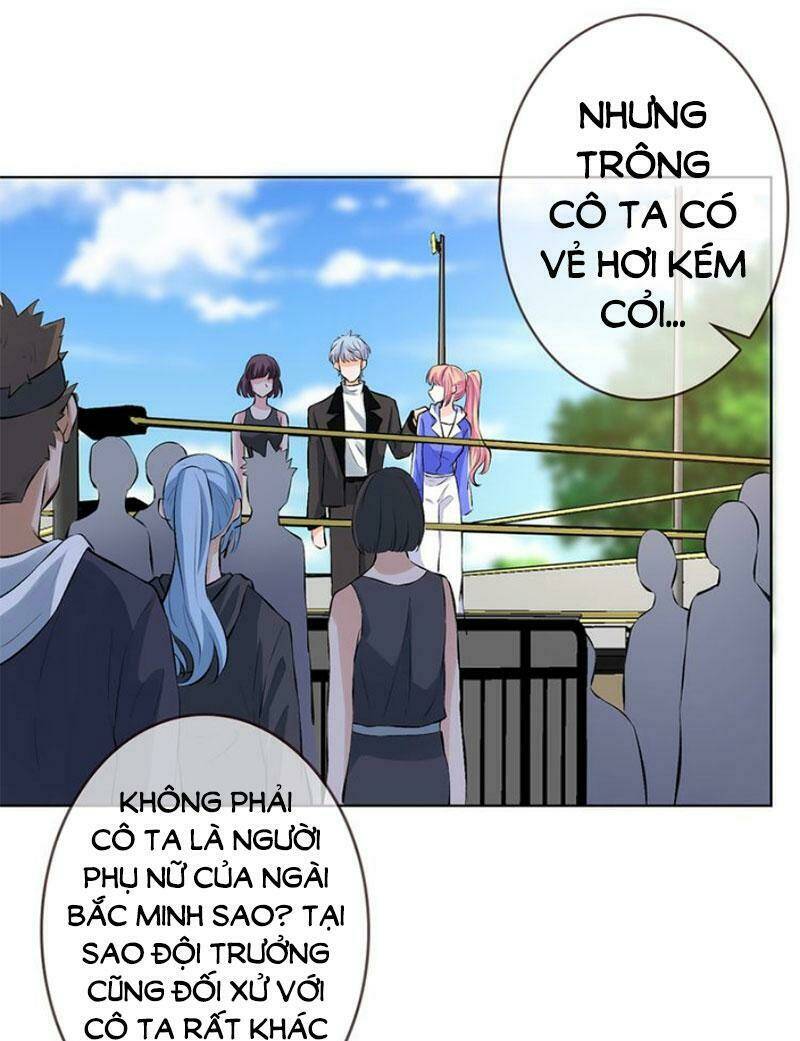 NHƯNG
TRÔNG
CÔ TA CÓ
VẺ HƠI KÉM
CỎI...
KHÔNG PHẢI
CÔ TA LÀ NGƯỜI
PHỤ NỮ CỦA NGÀI
BẮC MINH SAO? TẠI
SAO ĐỘI TRƯỞNG
CŨNG ĐỐI XỬ VỚI
CÔ TA RẤT KHÁC